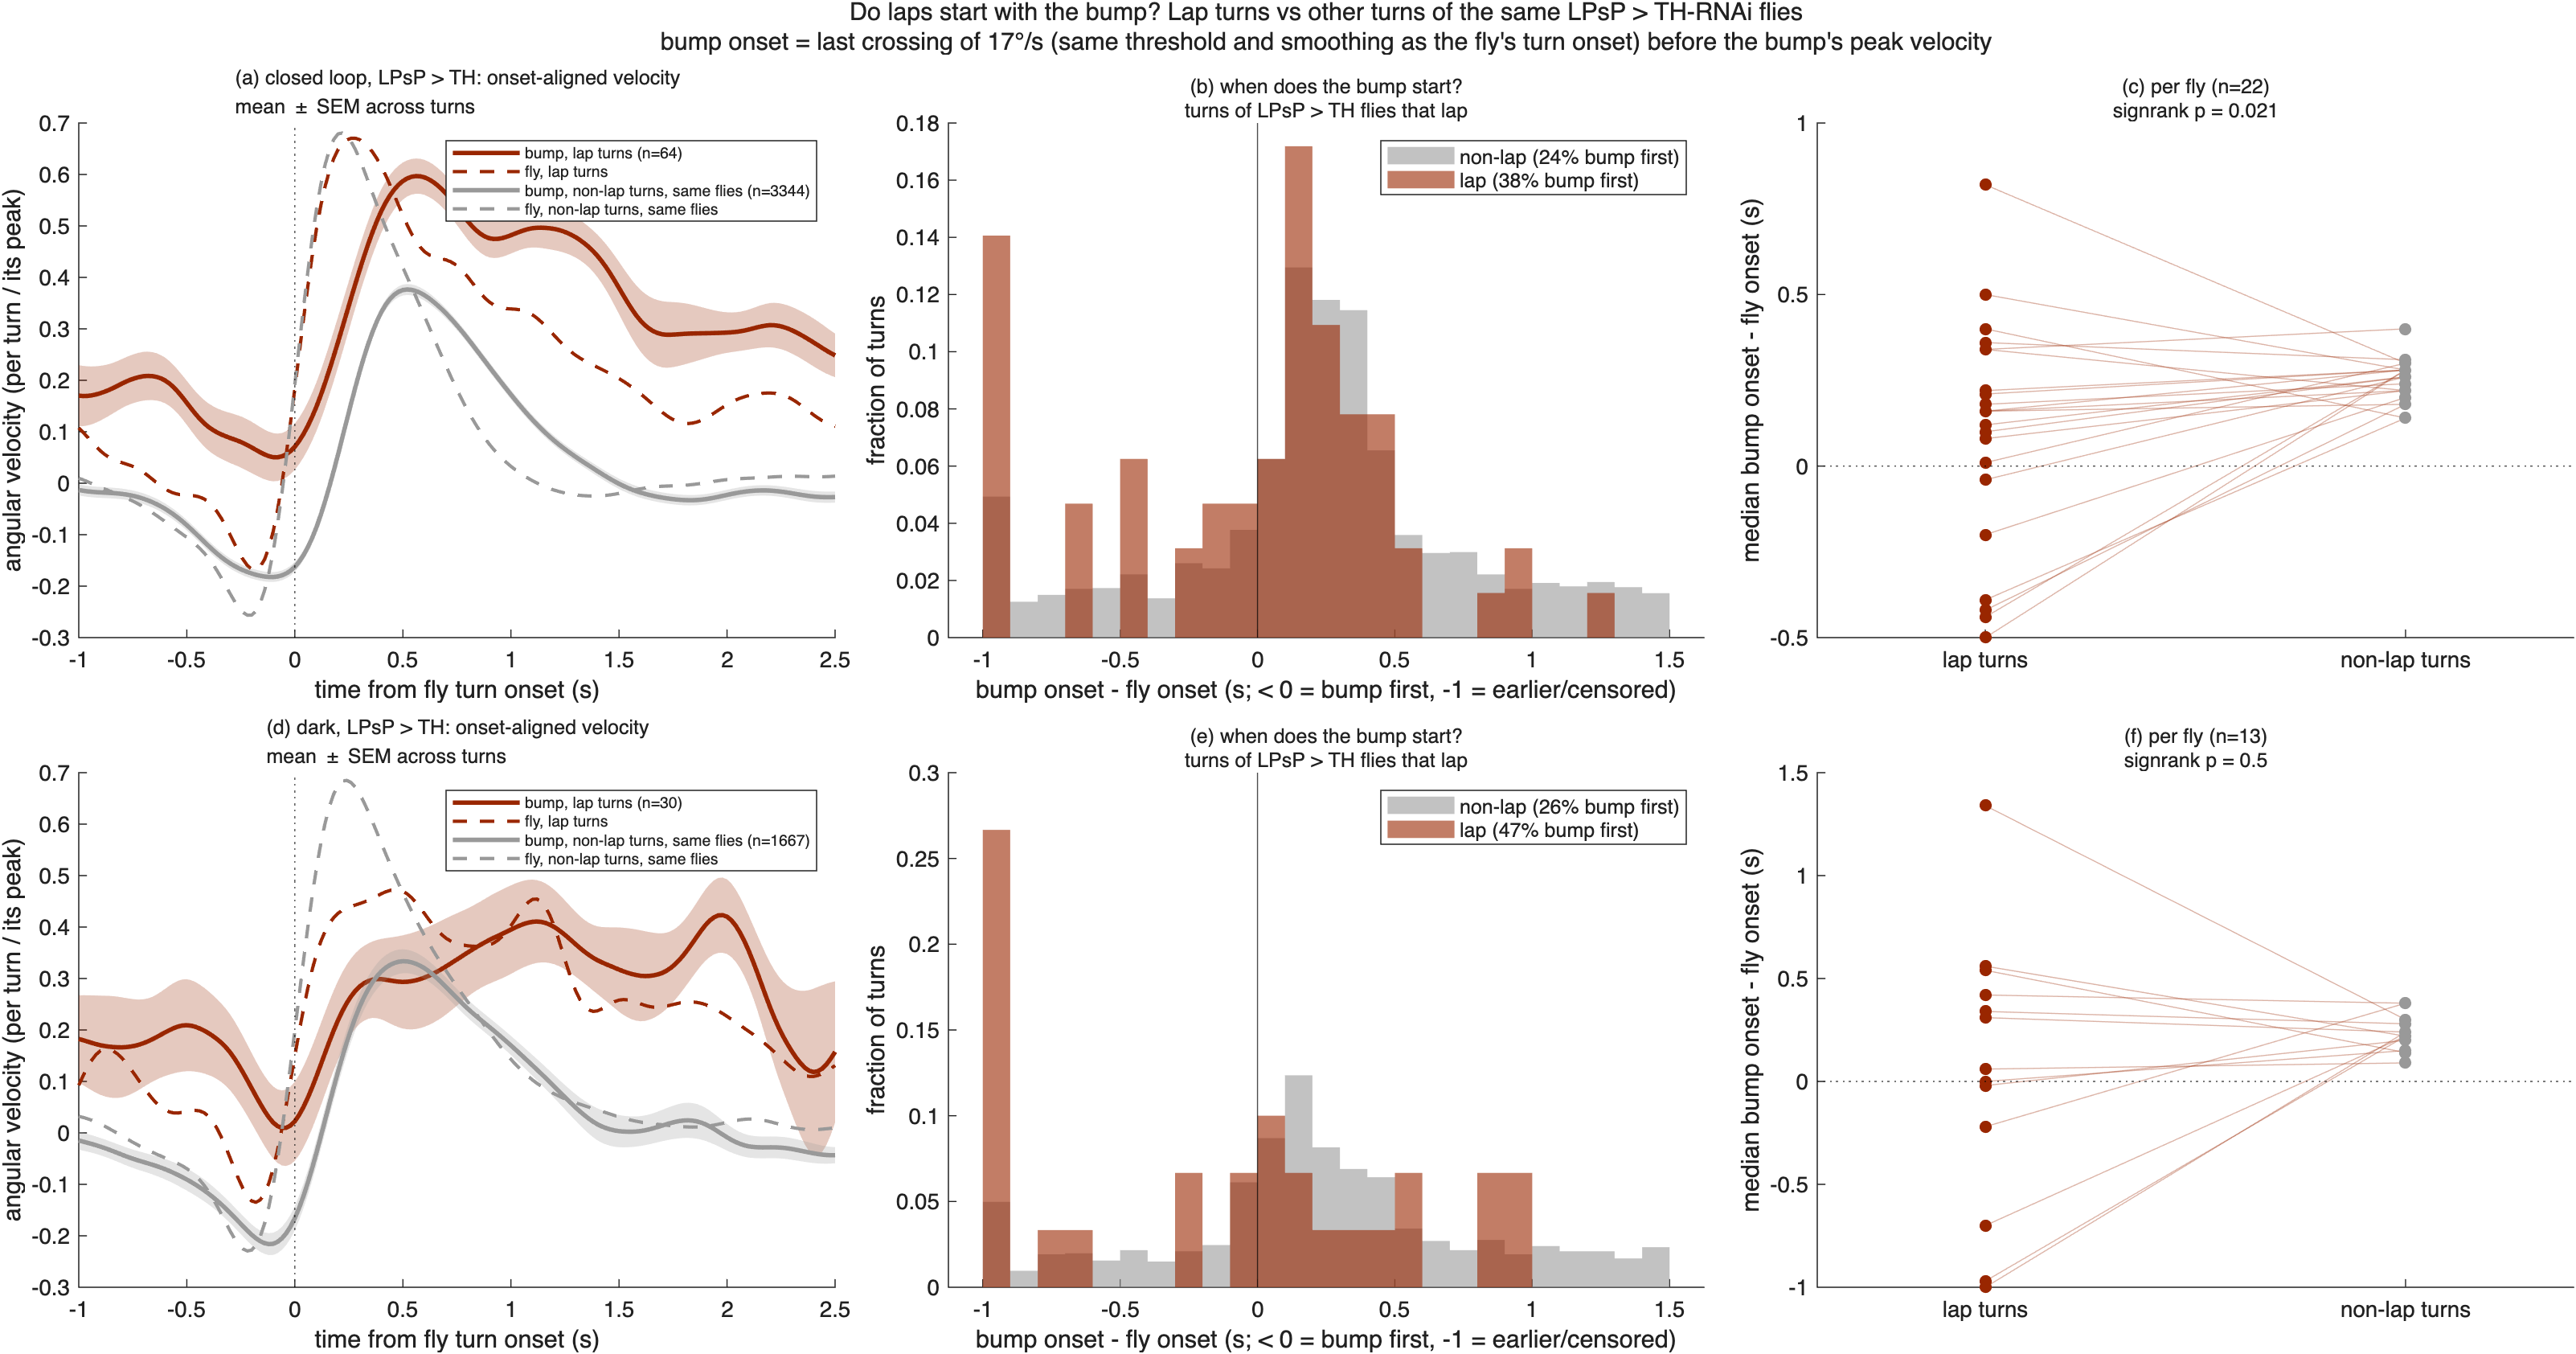 Do laps start with the bump? Lap turns vs other turns of the same LPsP > TH-RNAi flies
bump onset = last crossing of 17°/s (same threshold and smoothing as the fly's turn onset) before the bump's peak velocity
(a) closed loop, LPsP > TH: onset-aligned velocity
mean ± SEM across turns
0.7
0.6
0.5
0.4
0.3
0.2
0.1
0
-0.1
-0.2
-0.3
angular velocity (per turn / its peak)
bump, lap turns (n=64)
fly, lap turns
bump, non-lap turns, same flies (n=3344)
fly, non-lap turns, same flies
-1
-0.5
0
0.5
1
1.5
2
2.5
time from fly turn onset (s)
(b) when does the bump start?
turns of LPsP > TH flies that lap
0.18
0.16
0.14
0.12
0.1
0.08
0.06
0.04
0.02
0
fraction of turns
non-lap (24% bump first)
lap (38% bump first)
-1
-0.5
0
0.5
1
1.5
bump onset - fly onset (s; < 0 = bump first, -1 = earlier/censored)
(c) per fly (n=22)
signrank p = 0.021
1
0.5
0
-0.5
median bump onset - fly onset (s)
lap turns
non-lap turns
(d) dark, LPsP > TH: onset-aligned velocity
mean ± SEM across turns
0.7
0.6
0.5
0.4
0.3
0.2
0.1
0
-0.1
-0.2
-0.3
angular velocity (per turn / its peak)
bump, lap turns (n=30)
fly, lap turns
bump, non-lap turns, same flies (n=1667)
fly, non-lap turns, same flies
-1
-0.5
0
0.5
1
1.5
2
2.5
time from fly turn onset (s)
(e) when does the bump start?
turns of LPsP > TH flies that lap
0.3
0.25
0.2
0.15
0.1
0.05
0
fraction of turns
non-lap (26% bump first)
lap (47% bump first)
-1
-0.5
0
0.5
1
1.5
bump onset - fly onset (s; < 0 = bump first, -1 = earlier/censored)
(f) per fly (n=13)
signrank p = 0.5
1.5
1
0.5
0
-0.5
-1
median bump onset - fly onset (s)
lap turns
non-lap turns